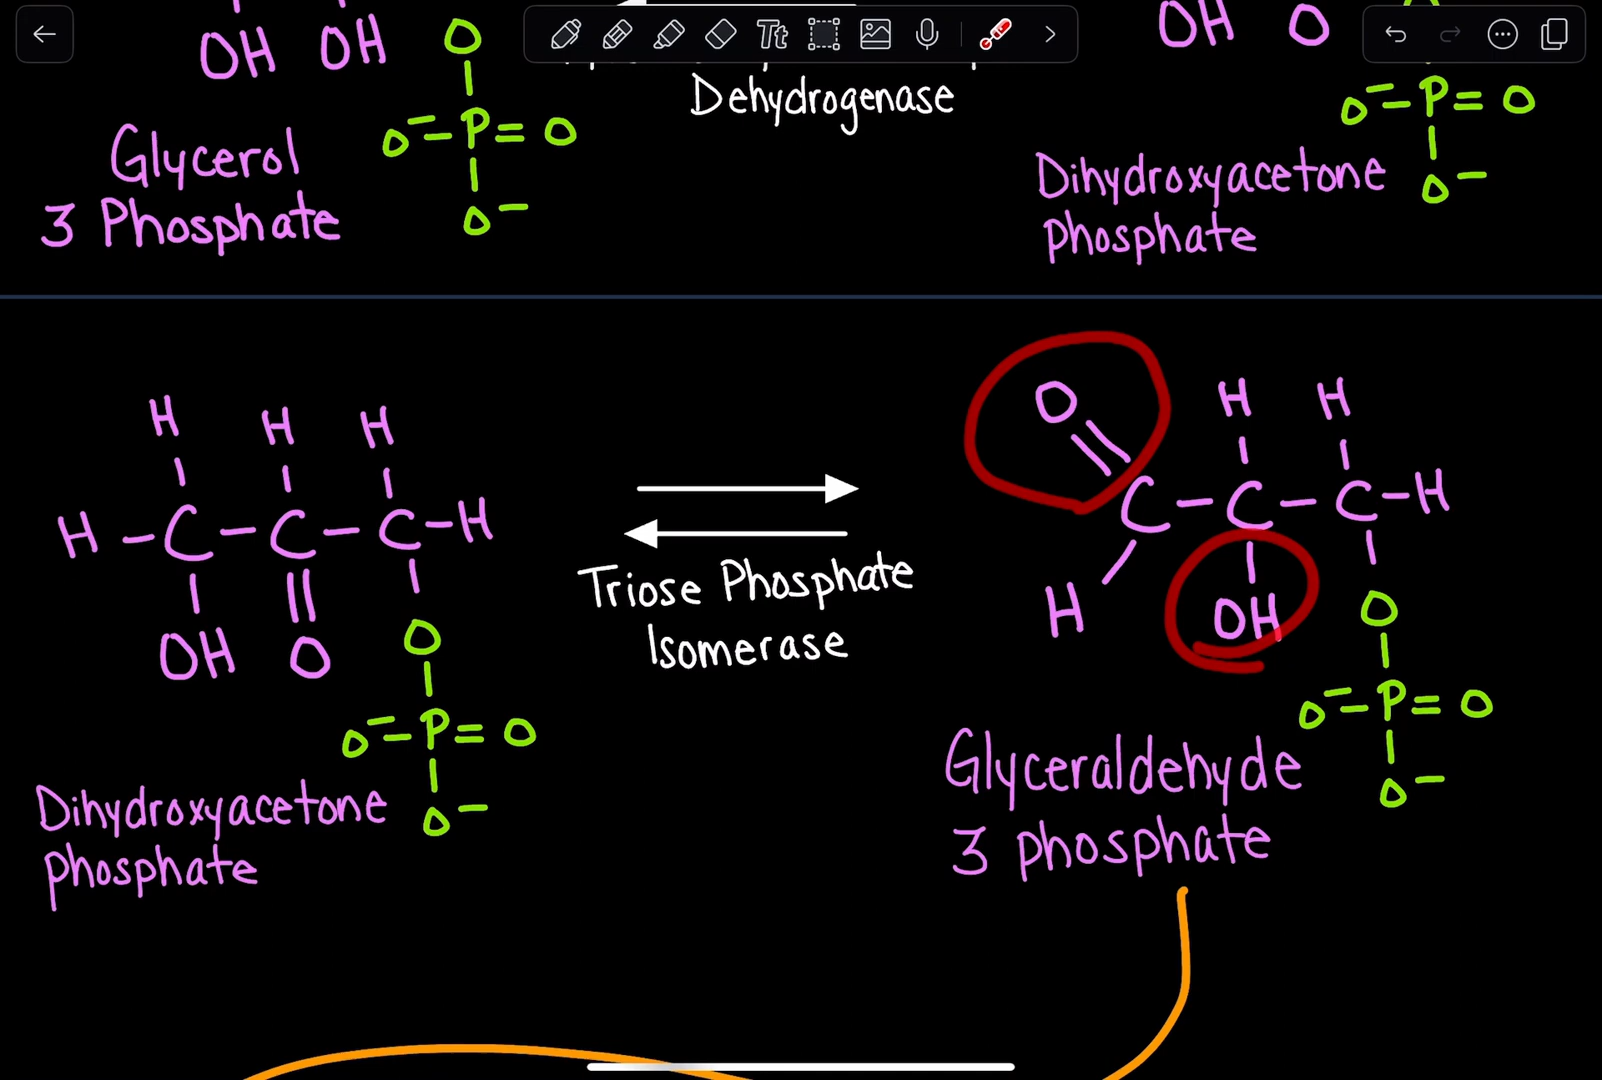 OH OH O
Tt
OH O
Dehydrogenase
O⁻ – P = O
O⁻ – P = O
Glycerol
3 Phosphate
O⁻
Dihydroxyacetone
Phosphate
O⁻
H H H
H – C – C – C – H
OH O O
O⁻ – P = O
O⁻
Dihydroxyacetone
Phosphate
Triose Phosphate
Isomerase
O H H
C – C – C – H
H OH O
O⁻ – P = O
O⁻
Glyceraldehyde
3 phosphate